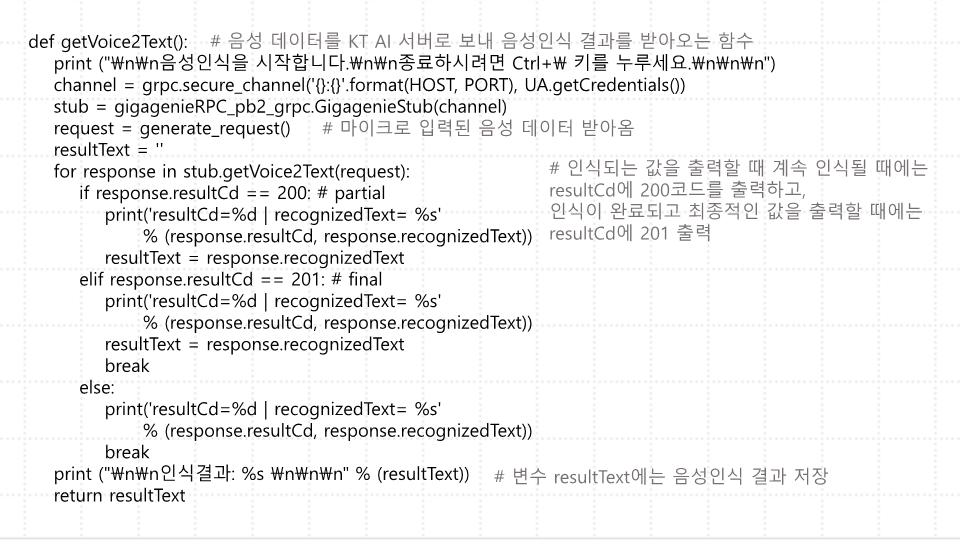 def getVoice2Text():    # 음성 데이터를 KT AI 서버로 보내 음성인식 결과를 받아오는 함수
    print ("₩n₩n음성인식을 시작합니다.₩n₩n종료하시려면 Ctrl+₩ 키를 누루세요.₩n₩n₩n")
    channel = grpc.secure_channel('{}:{}'.format(HOST, PORT), UA.getCredentials())
    stub = gigagenieRPC_pb2_grpc.GigagenieStub(channel)
    request = generate_request()    # 마이크로 입력된 음성 데이터 받아옴
    resultText = ''
    for response in stub.getVoice2Text(request):
        if response.resultCd == 200: # partial
            print('resultCd=%d | recognizedText= %s'
                  % (response.resultCd, response.recognizedText))
            resultText = response.recognizedText
        elif response.resultCd == 201: # final
            print('resultCd=%d | recognizedText= %s'
                  % (response.resultCd, response.recognizedText))
            resultText = response.recognizedText
            break
        else:
            print('resultCd=%d | recognizedText= %s'
                  % (response.resultCd, response.recognizedText))
            break
    print ("₩n₩n인식결과: %s ₩n₩n₩n" % (resultText))    # 변수 resultText에는 음성인식 결과 저장
    return resultText
# 인식되는 값을 출력할 때 계속 인식될 때에는
resultCd에 200코드를 출력하고,
인식이 완료되고 최종적인 값을 출력할 때에는
resultCd에 201 출력